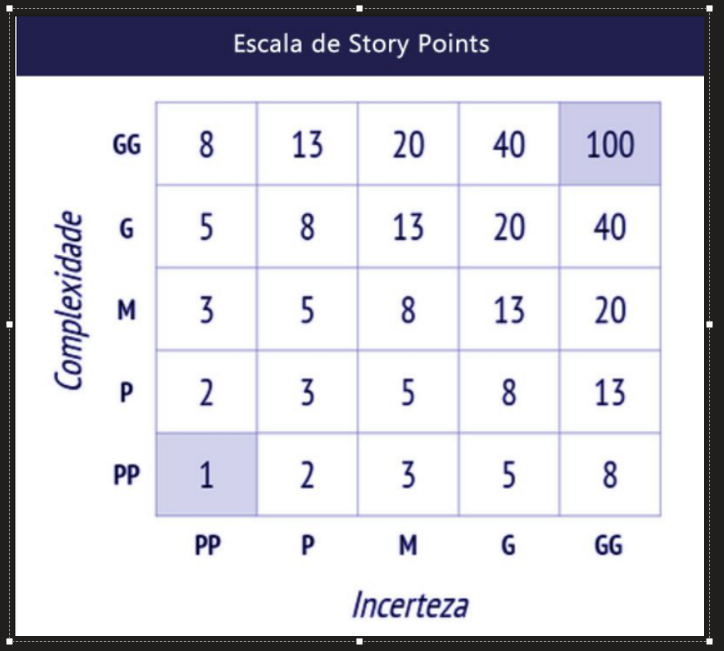 Escala de Story Points
Complexidade
GG 8 13 20 40 100
G 5 8 13 20 40
M 3 5 8 13 20
P 2 3 5 8 13
PP 1 2 3 5 8
PP P M G GG
Incerteza